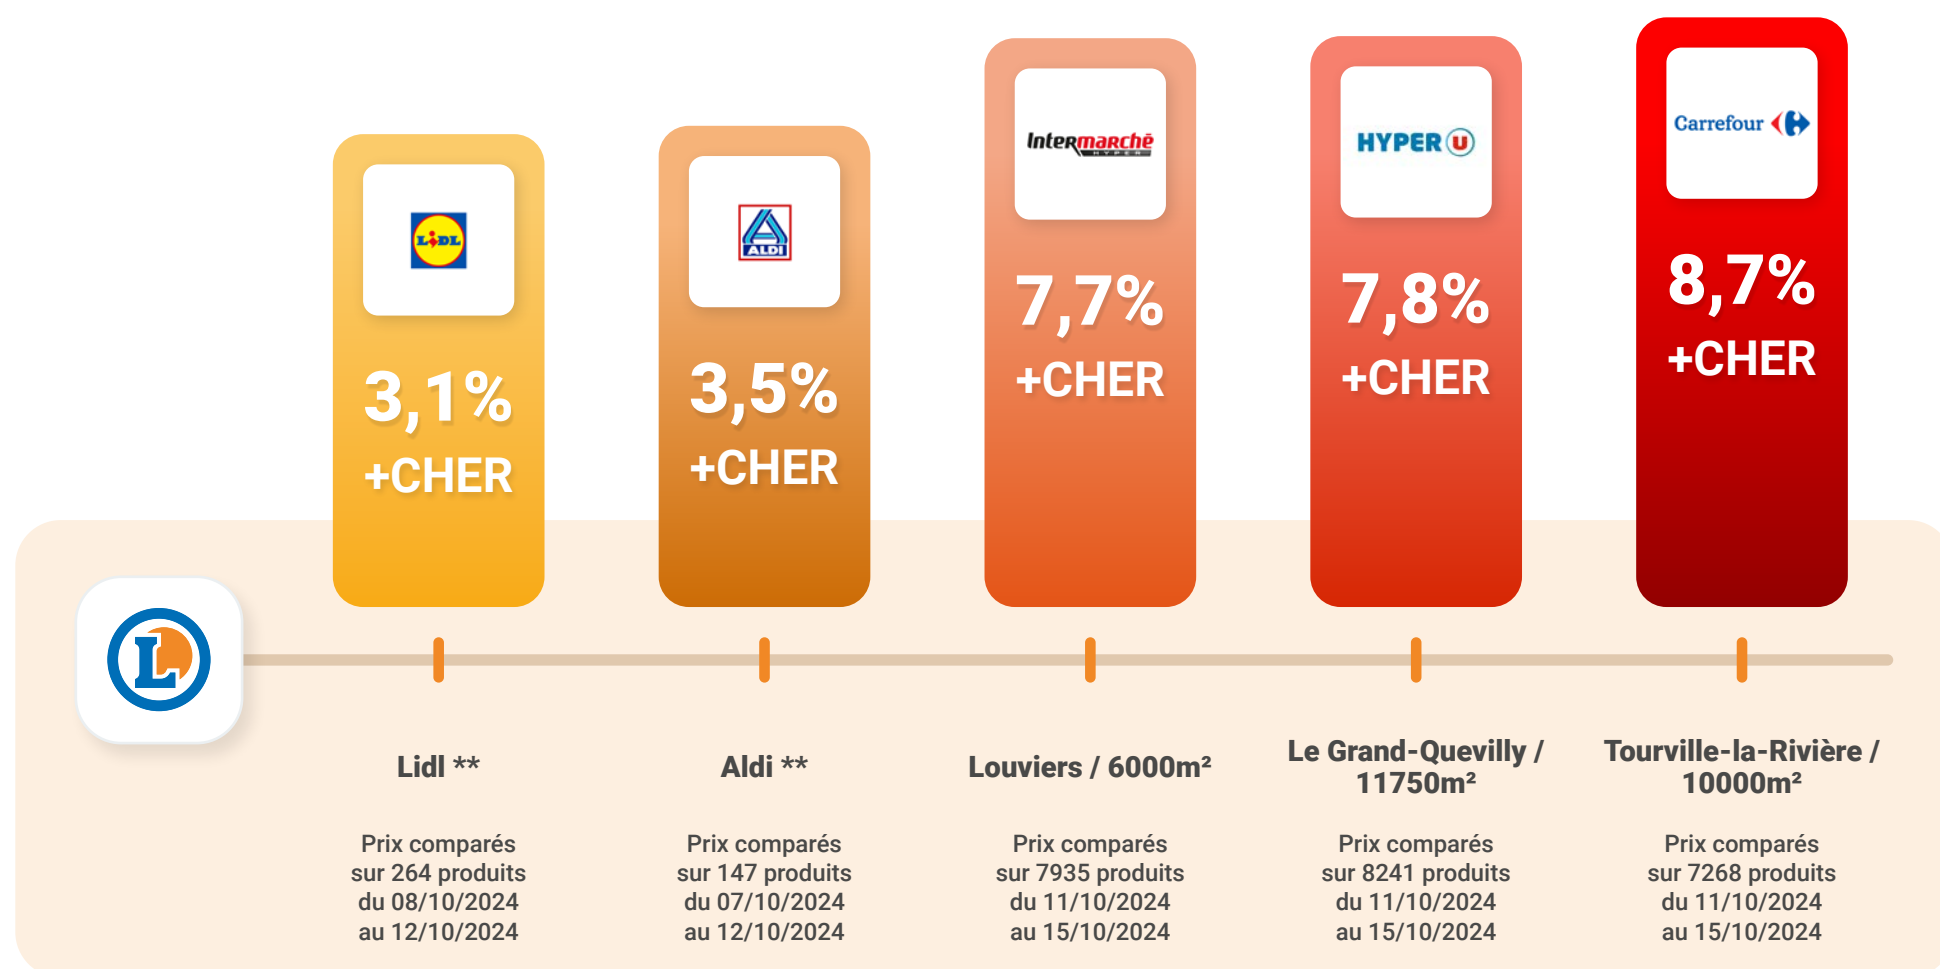 LiDL
3,1%
+CHER
ALDI
3,5%
+CHER
Intermarchē
HYPER
7,7%
+CHER
HYPER U
7,8%
+CHER
Carrefour
8,7%
+CHER
L
Lidl **
Prix comparés
sur 264 produits
du 08/10/2024
au 12/10/2024
Aldi **
Prix comparés
sur 147 produits
du 07/10/2024
au 12/10/2024
Louviers / 6000m²
Prix comparés
sur 7935 produits
du 11/10/2024
au 15/10/2024
Le Grand-Quevilly /
11750m²
Prix comparés
sur 8241 produits
du 11/10/2024
au 15/10/2024
Tourville-la-Rivière /
10000m²
Prix comparés
sur 7268 produits
du 11/10/2024
au 15/10/2024